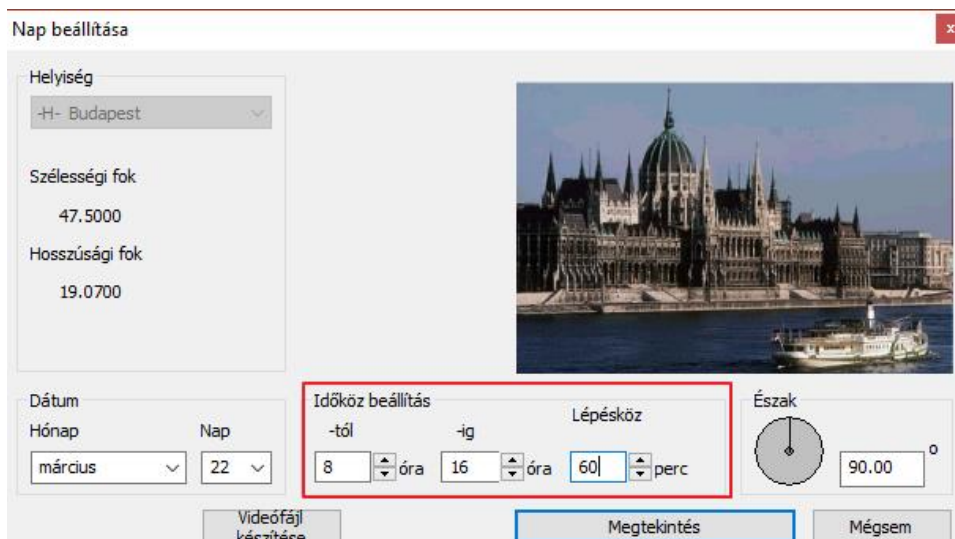 Nap beállítása
x
Helyiség
-H- Budapest
Szélességi fok
47.5000
Hosszúsági fok
19.0700
Dátum
Hónap
Nap
március
22
Időköz beállítás
-tól
-ig
Lépésköz
8
óra
16
óra
60
perc
Észak
90.00
o
Videófájl
készítése
Megtekintés
Mégsem